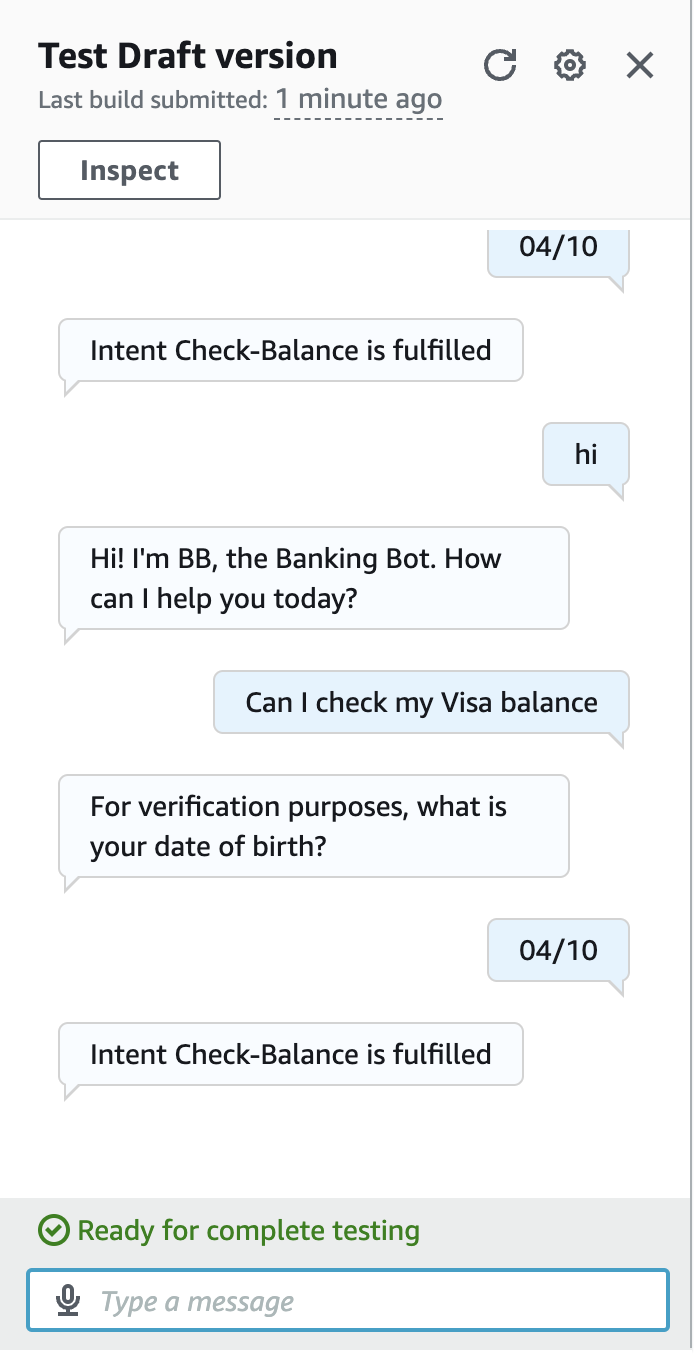 Test Draft version
Last build submitted: 1 minute ago
Inspect
04/10
Intent Check-Balance is fulfilled
hi
Hi! I'm BB, the Banking Bot. How
can I help you today?
Can I check my Visa balance
For verification purposes, what is
your date of birth?
04/10
Intent Check-Balance is fulfilled
Ready for complete testing
Type a message